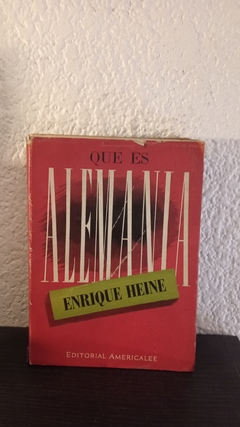 QUE ES
ALEMANIA
ENRIQUE HEINE
EDITORIAL AMERICALEE